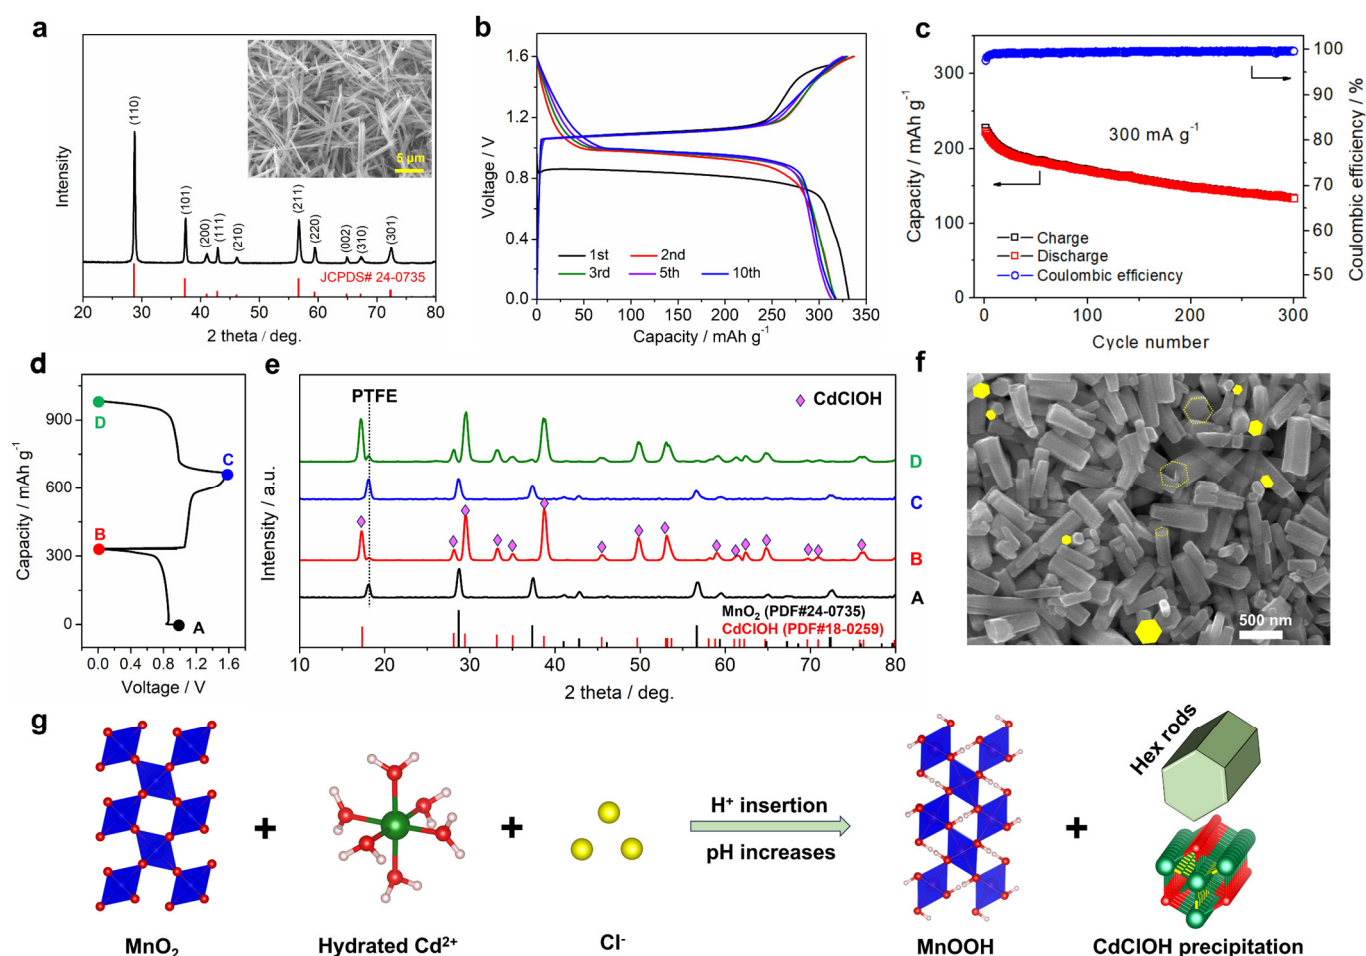 a
Intensity
(110)
(101)
(200)
(111)
(210)
(211)
(220)
(002)
(310)
(301)
5 µm
JCPDS# 24-0735
20 30 40 50 60 70 80
2 theta / deg.
b
Voltage / V
1.6
1.2
0.8
0.4
0.0
1st 2nd
3rd 5th 10th
0 50 100 150 200 250 300 350
Capacity / mAh g⁻¹
c
Capacity / mAh g⁻¹
300
200
100
0
300 mA g⁻¹
Charge
Discharge
Coulombic efficiency
100
90
80
70
60
50
Coulombic efficiency / %
0 100 200 300
Cycle number
d
Capacity / mAh g⁻¹
900
600
300
0
D
C
B
A
0.0 0.4 0.8 1.2 1.6
Voltage / V
e
Intensity / a.u.
PTFE
CdClOH
D
C
B
A
MnO₂ (PDF#24-0735)
CdClOH (PDF#18-0259)
10 20 30 40 50 60 70 80
2 theta / deg.
f
500 nm
g
MnO₂
+
Hydrated Cd²⁺
+
Cl⁻
H⁺ insertion
pH increases
MnOOH
+
Hex rods
CdClOH precipitation